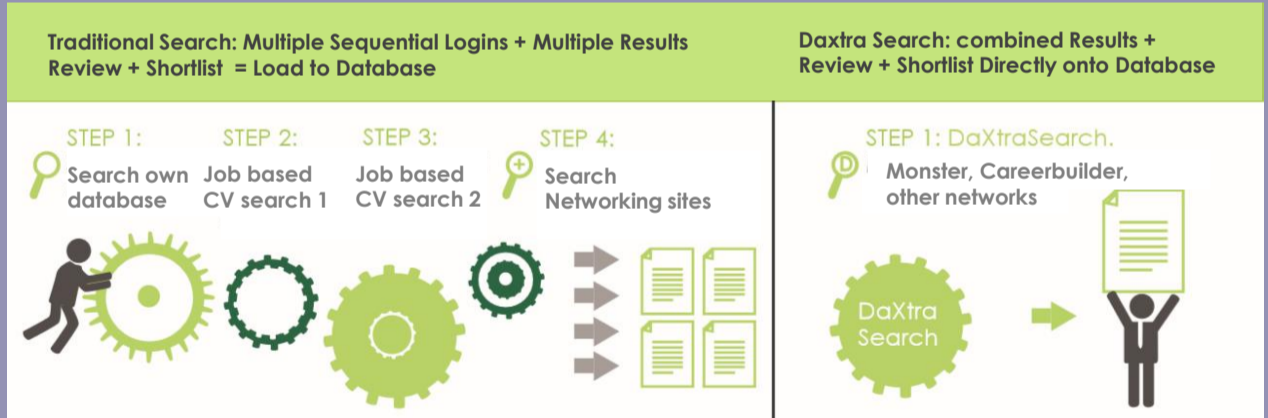 Traditional Search: Multiple Sequential Logins + Multiple Results
Review + Shortlist = Load to Database
Daxtra Search: combined Results +
Review + Shortlist Directly onto Database
STEP 1:
Search own
database
STEP 2:
Job based
CV search 1
STEP 3:
Job based
CV search 2
STEP 4:
Search
Networking sites
STEP 1: DaXtraSearch.
D
Monster, Careerbuilder,
other networks
DaXtra
Search